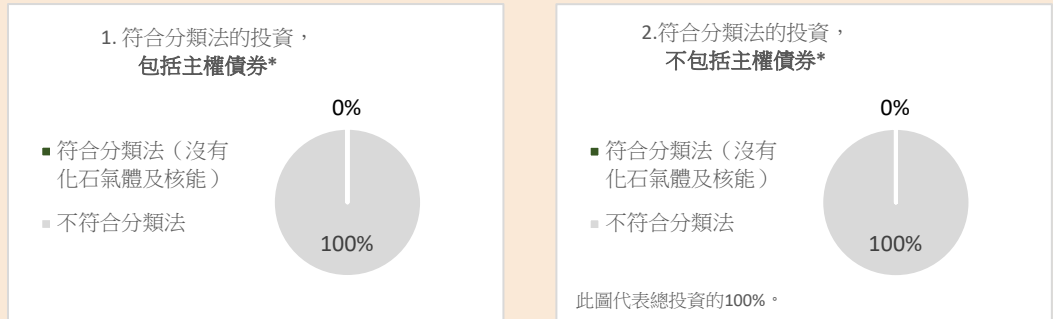 1. 符合分類法的投資，
包括主權債券*
0%
符合分類法（沒有
化石氣體及核能）
不符合分類法
100%
2.符合分類法的投資，
不包括主權債券*
0%
符合分類法（沒有
化石氣體及核能）
不符合分類法
100%
此圖代表總投資的100%。